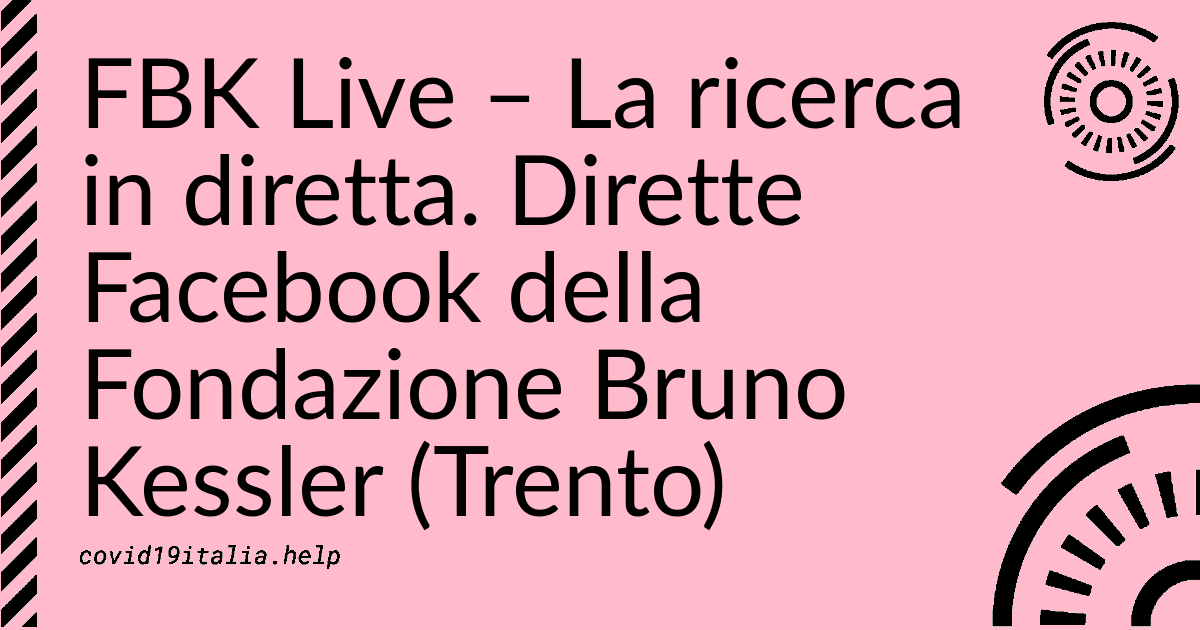 FBK Live – La ricerca
in diretta. Dirette
Facebook della
Fondazione Bruno
Kessler (Trento)
covid19italia.help